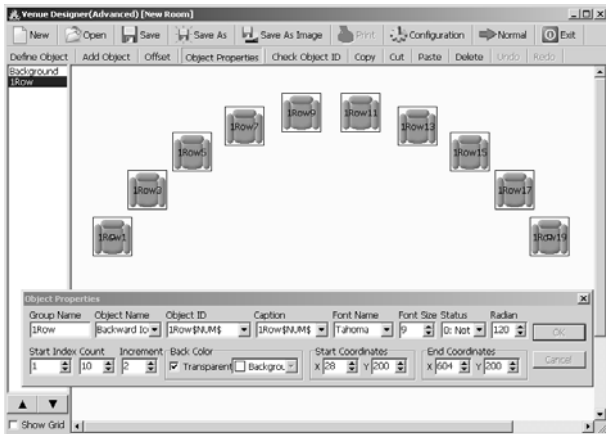 Venue Designer(Advanced) [New Room]
New Open Save Save As Save As Image Print Configuration Normal Exit
Define Object Add Object Offset Object Properties Check Object ID Copy Cut Paste Delete Undo Redo
Background
1Row
1Row9 1Row11
1Row7 1Row13
1Row5 1Row15
1Row3 1Row17
1Row1 1Row19
Object Properties
Group Name Object Name Object ID Caption Font Name Font Size Status Radian
1Row Backward Ico 1Row$NUM$ 1Row$NUM$ Tahoma 9 0: Not 120 OK
Start Index Count Increment Back Color Start Coordinates End Coordinates
1 10 2 Transparent Backgrou X 28 Y 200 X 604 Y 200 Cancel
Show Grid